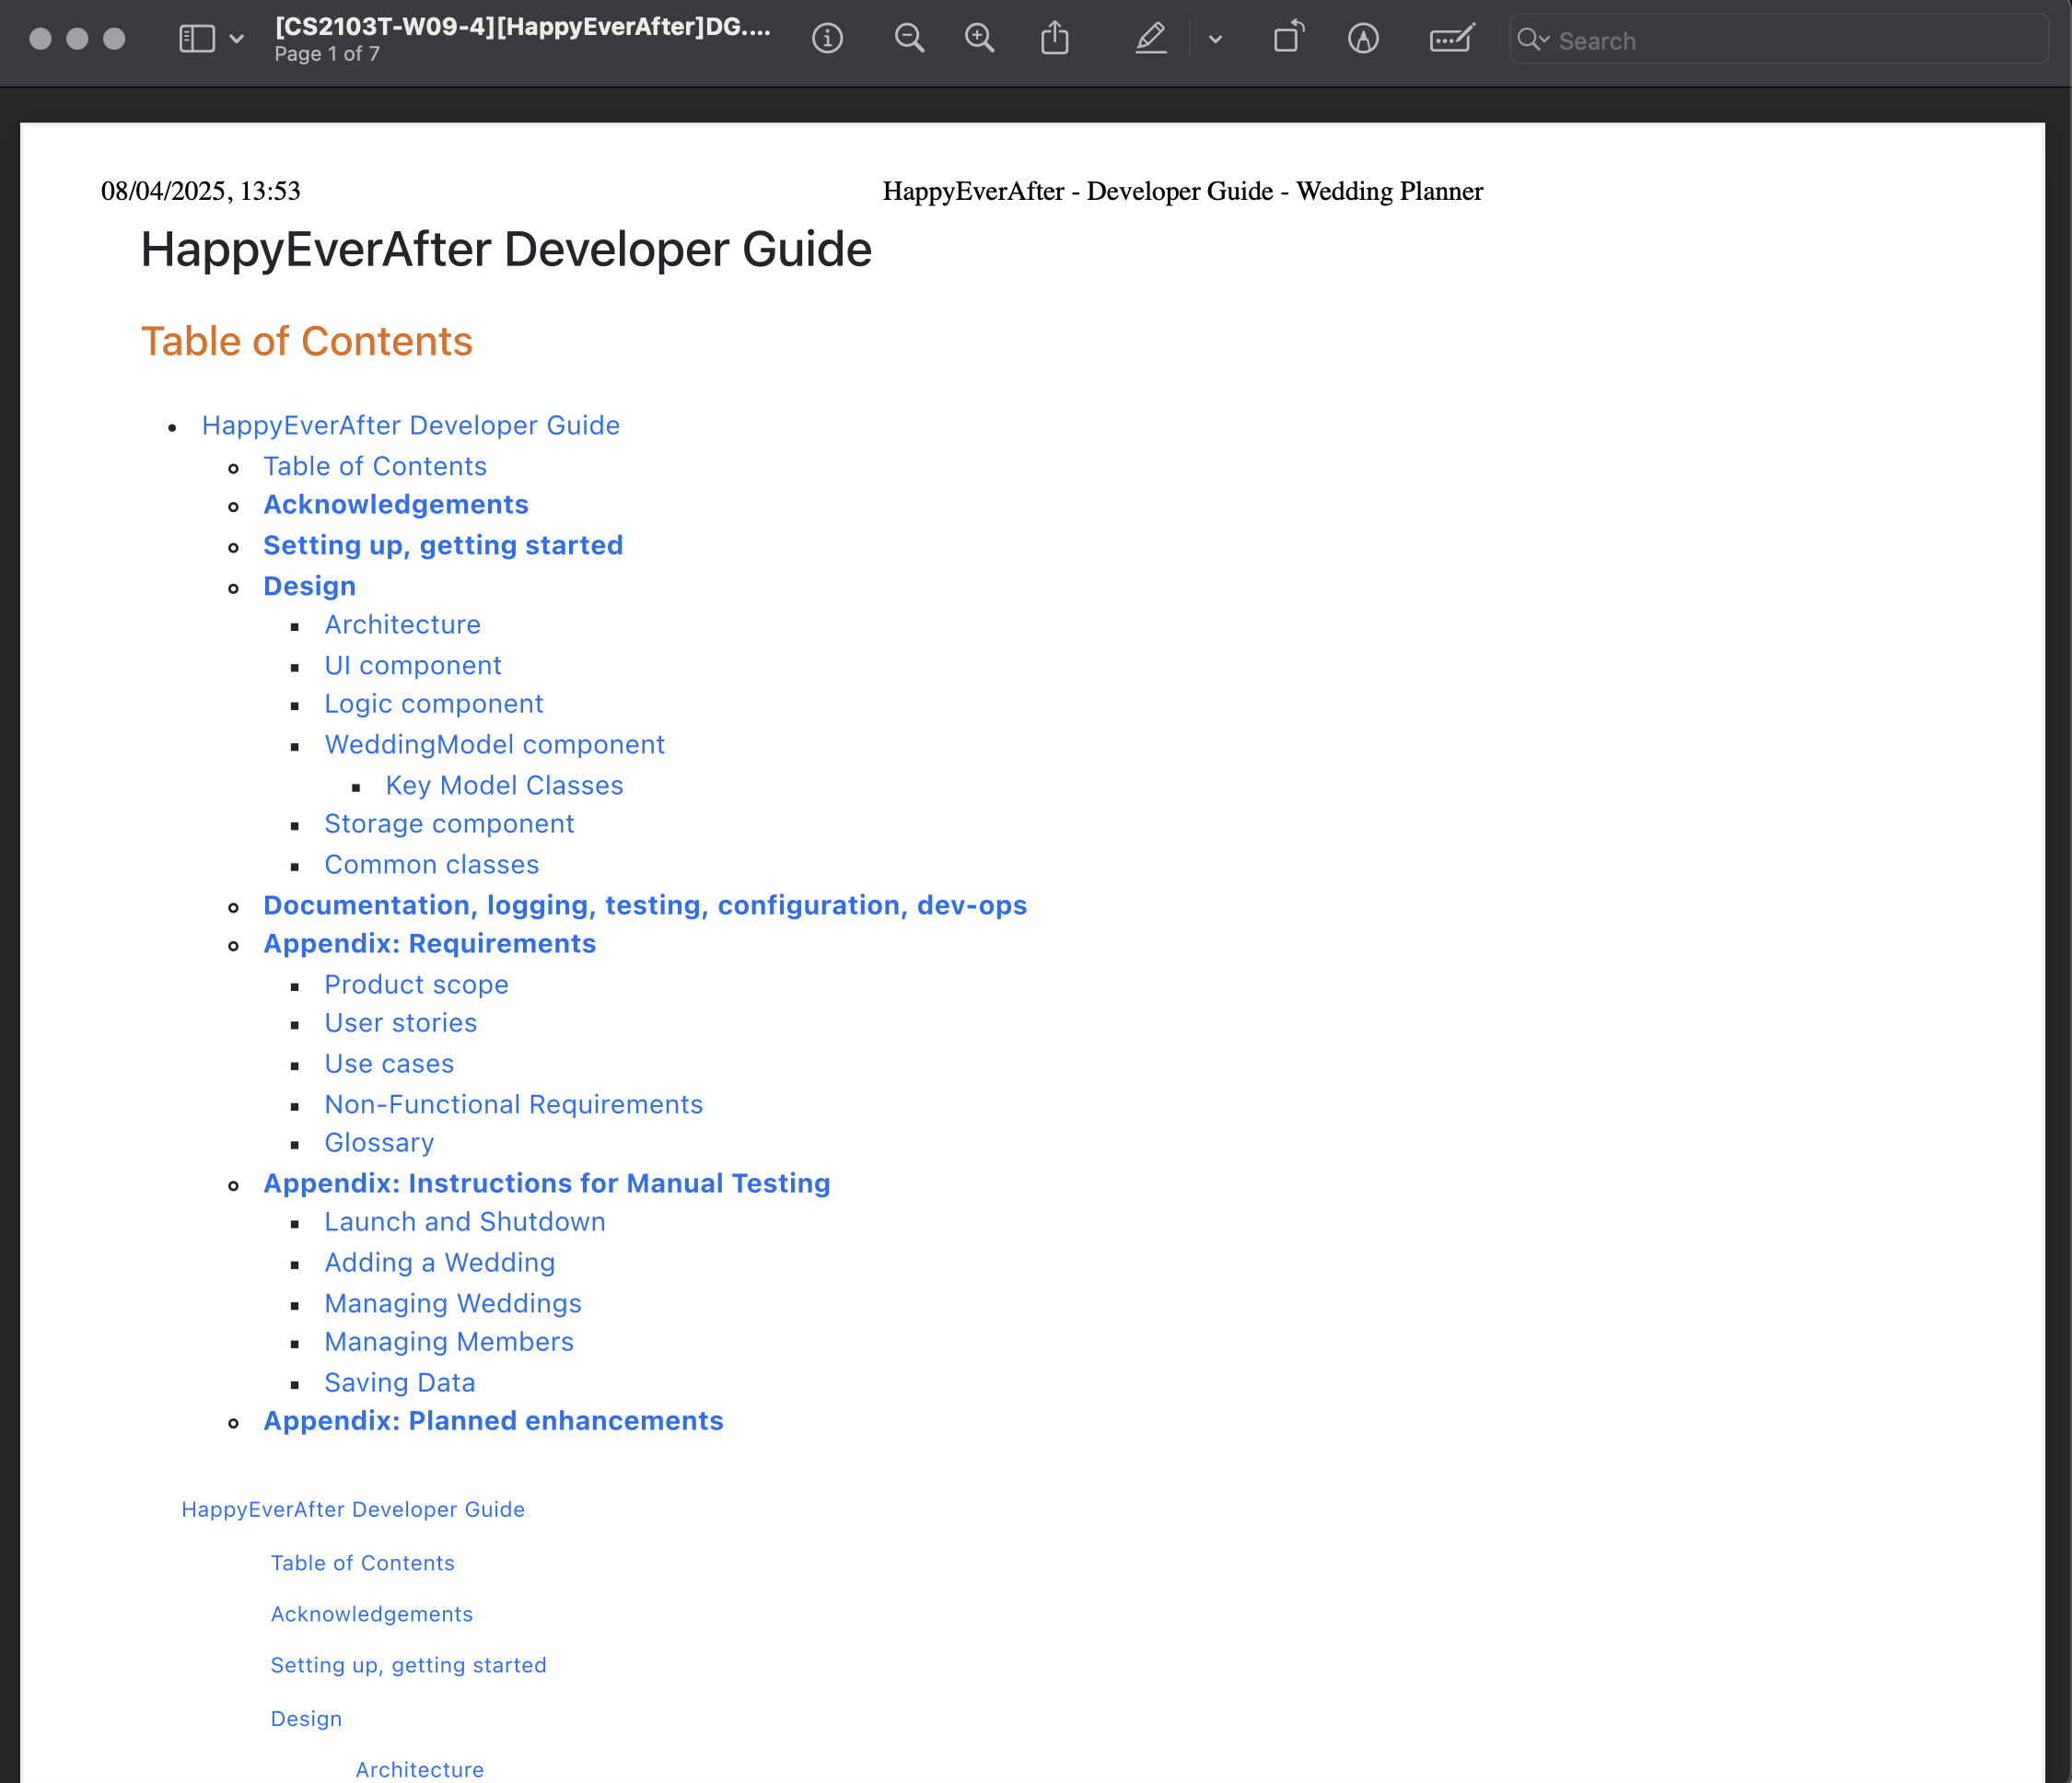 [CS2103T-W09-4][HappyEverAfter]DG....
Page 1 of 7
Search
08/04/2025, 13:53
HappyEverAfter - Developer Guide - Wedding Planner
HappyEverAfter Developer Guide
Table of Contents
HappyEverAfter Developer Guide
Table of Contents
Acknowledgements
Setting up, getting started
Design
Architecture
UI component
Logic component
WeddingModel component
Key Model Classes
Storage component
Common classes
Documentation, logging, testing, configuration, dev-ops
Appendix: Requirements
Product scope
User stories
Use cases
Non-Functional Requirements
Glossary
Appendix: Instructions for Manual Testing
Launch and Shutdown
Adding a Wedding
Managing Weddings
Managing Members
Saving Data
Appendix: Planned enhancements
HappyEverAfter Developer Guide
Table of Contents
Acknowledgements
Setting up, getting started
Design
Architecture